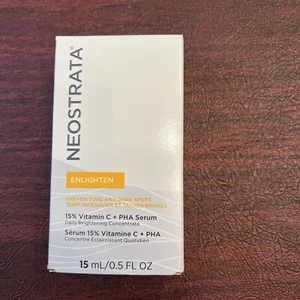 NEOSTRATA®
ENLIGHTEN
UNEVEN TONE AND DARK SPOTS
TEINT IRRÉGULIER ET TACHES BRUNES
15% Vitamin C + PHA Serum
Daily Brightening Concentrate
Sérum 15% Vitamine C + PHA
Concentré Éclaircissant Quotidien
15 mL/0.5 FL OZ